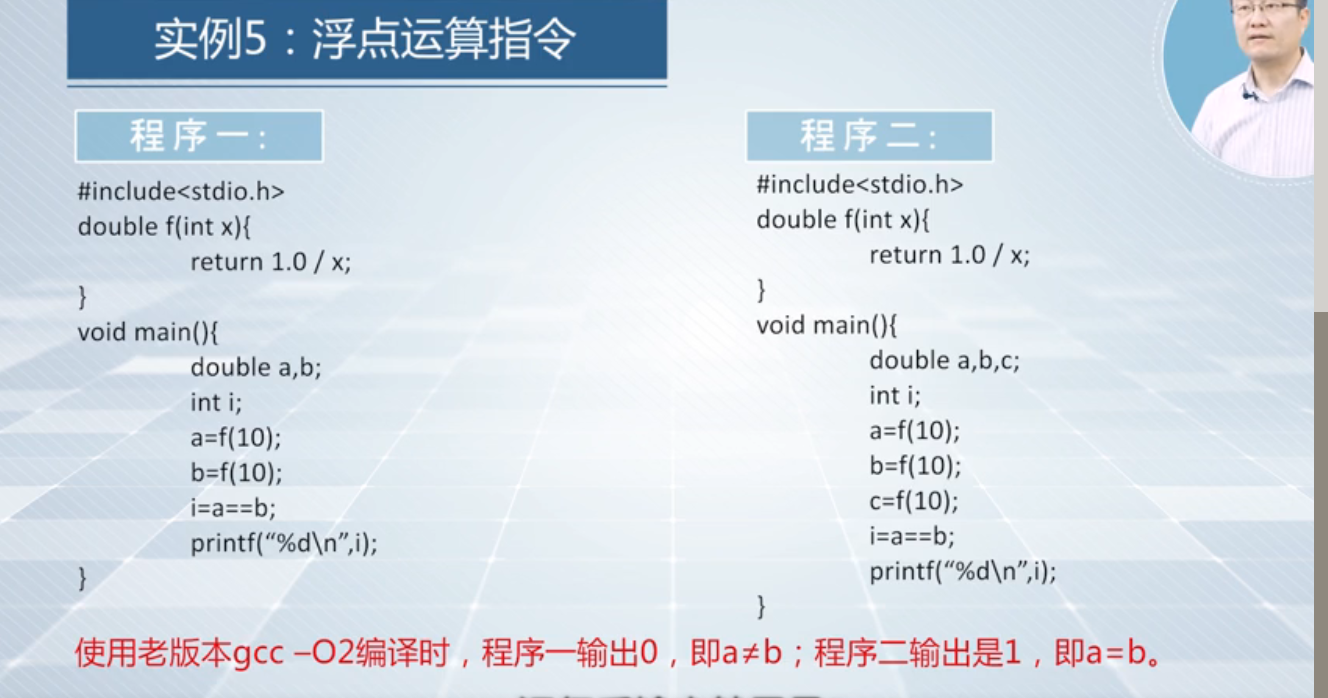 实例5：浮点运算指令
程序一：
#include<stdio.h>
double f(int x){
return 1.0 / x;
}
void main(){
double a,b;
int i;
a=f(10);
b=f(10);
i=a==b;
printf(“%d\n”,i);
}
程序二：
#include<stdio.h>
double f(int x){
return 1.0 / x;
}
void main(){
double a,b,c;
int i;
a=f(10);
b=f(10);
c=f(10);
i=a==b;
printf(“%d\n”,i);
}
使用老版本gcc –O2编译时，程序一输出0，即a≠b；程序二输出是1，即a=b。